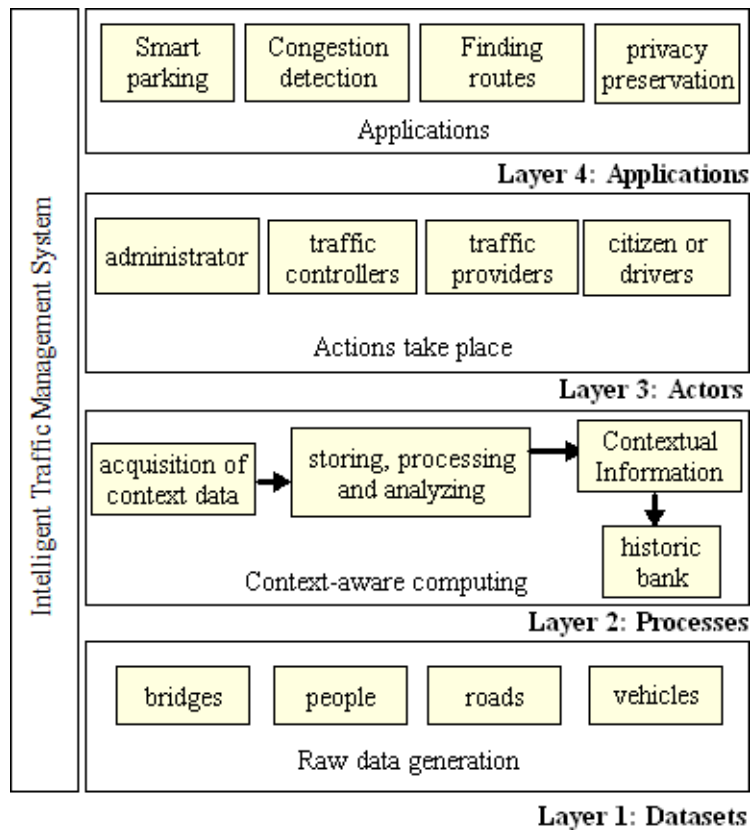 Intelligent Traffic Management System
Smart
parking
Congestion
detection
Finding
routes
privacy
preservation
Applications
Layer 4: Applications
administrator
traffic
controllers
traffic
providers
citizen or
drivers
Actions take place
Layer 3: Actors
acquisition of
context data
storing, processing
and analyzing
Contextual
Information
historic
bank
Context-aware computing
Layer 2: Processes
bridges
people
roads
vehicles
Raw data generation
Layer 1: Datasets